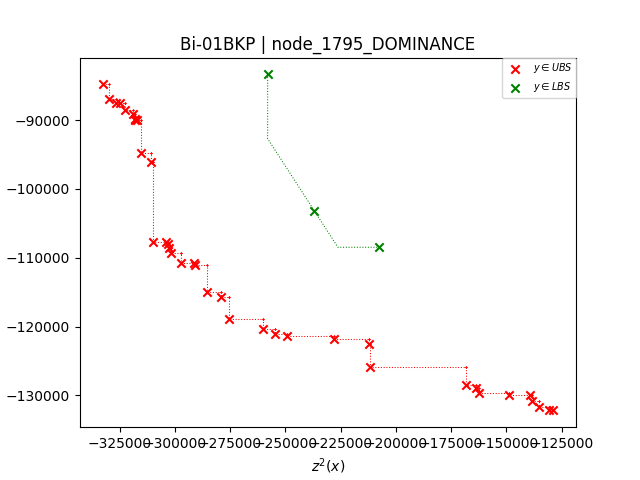 Bi-01BKP | node_1795_DOMINANCE
y ∈ UBS
y ∈ LBS
−90000
−100000
−110000
−120000
−130000
−325000 −300000 −275000 −250000 −225000 −200000 −175000 −150000 −125000
z²(x)